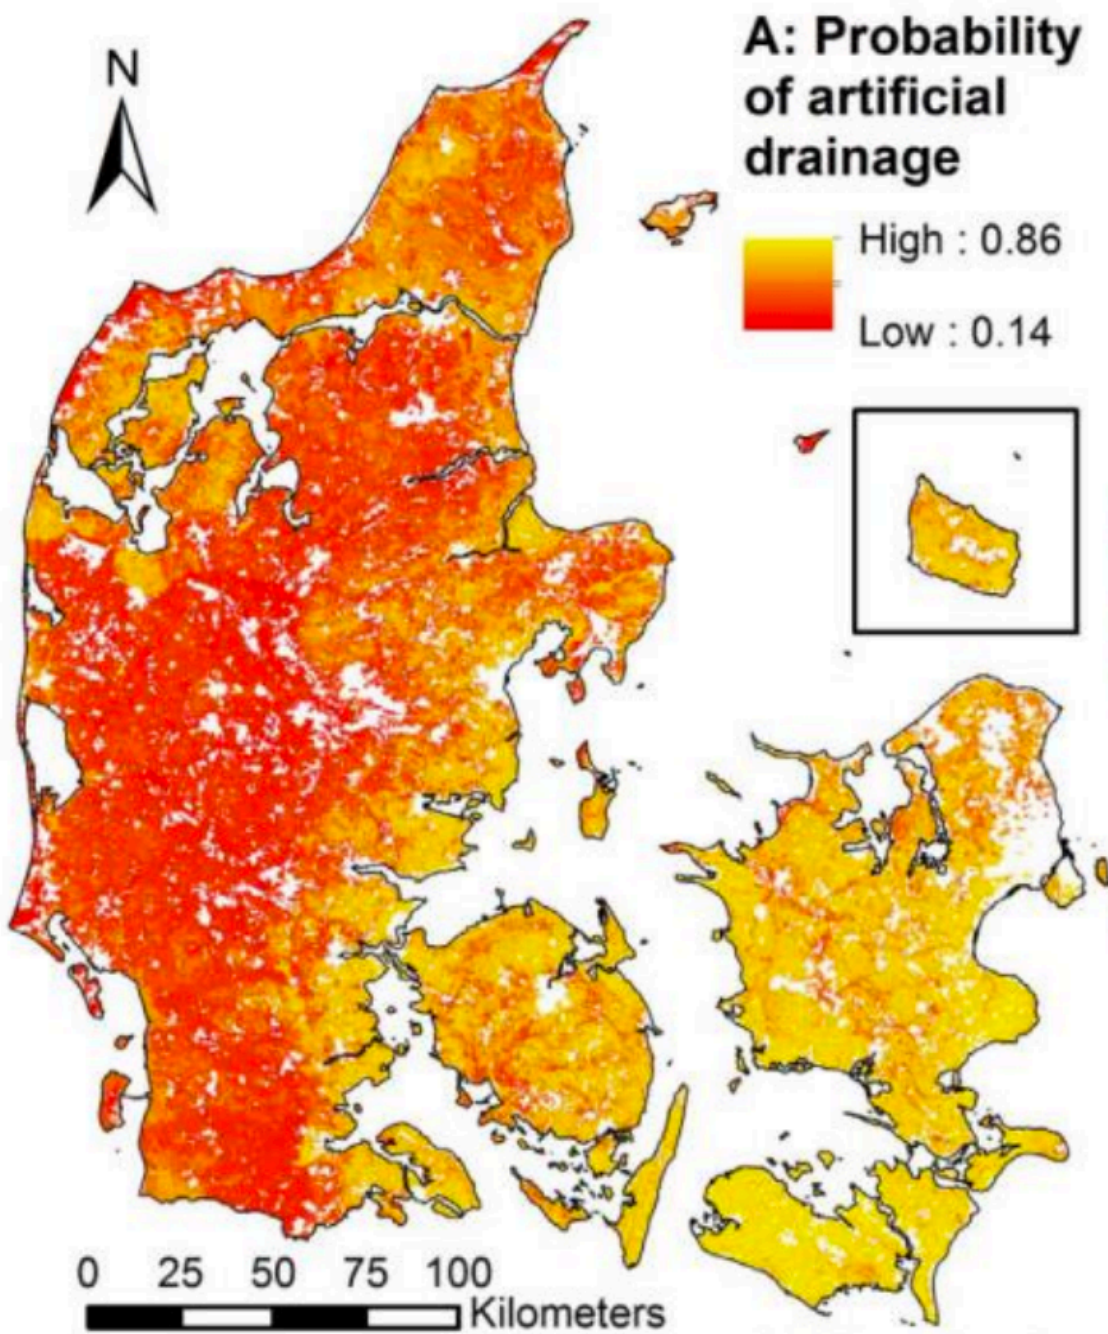 N
A: Probability
of artificial
drainage
High : 0.86
Low : 0.14
0 25 50 75 100
Kilometers